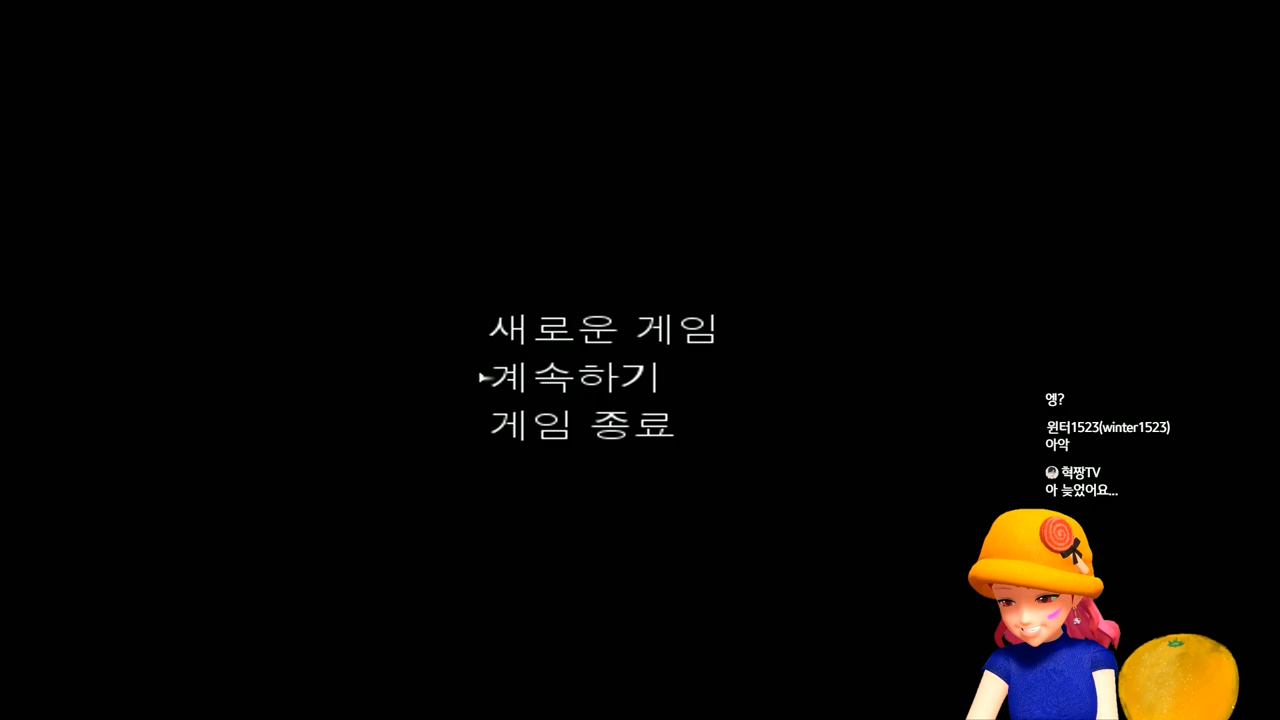 새로운 게임
계속하기
게임 종료
엥?
윈터1523(winter1523)
아악
혁짱TV
아 늦었어요...